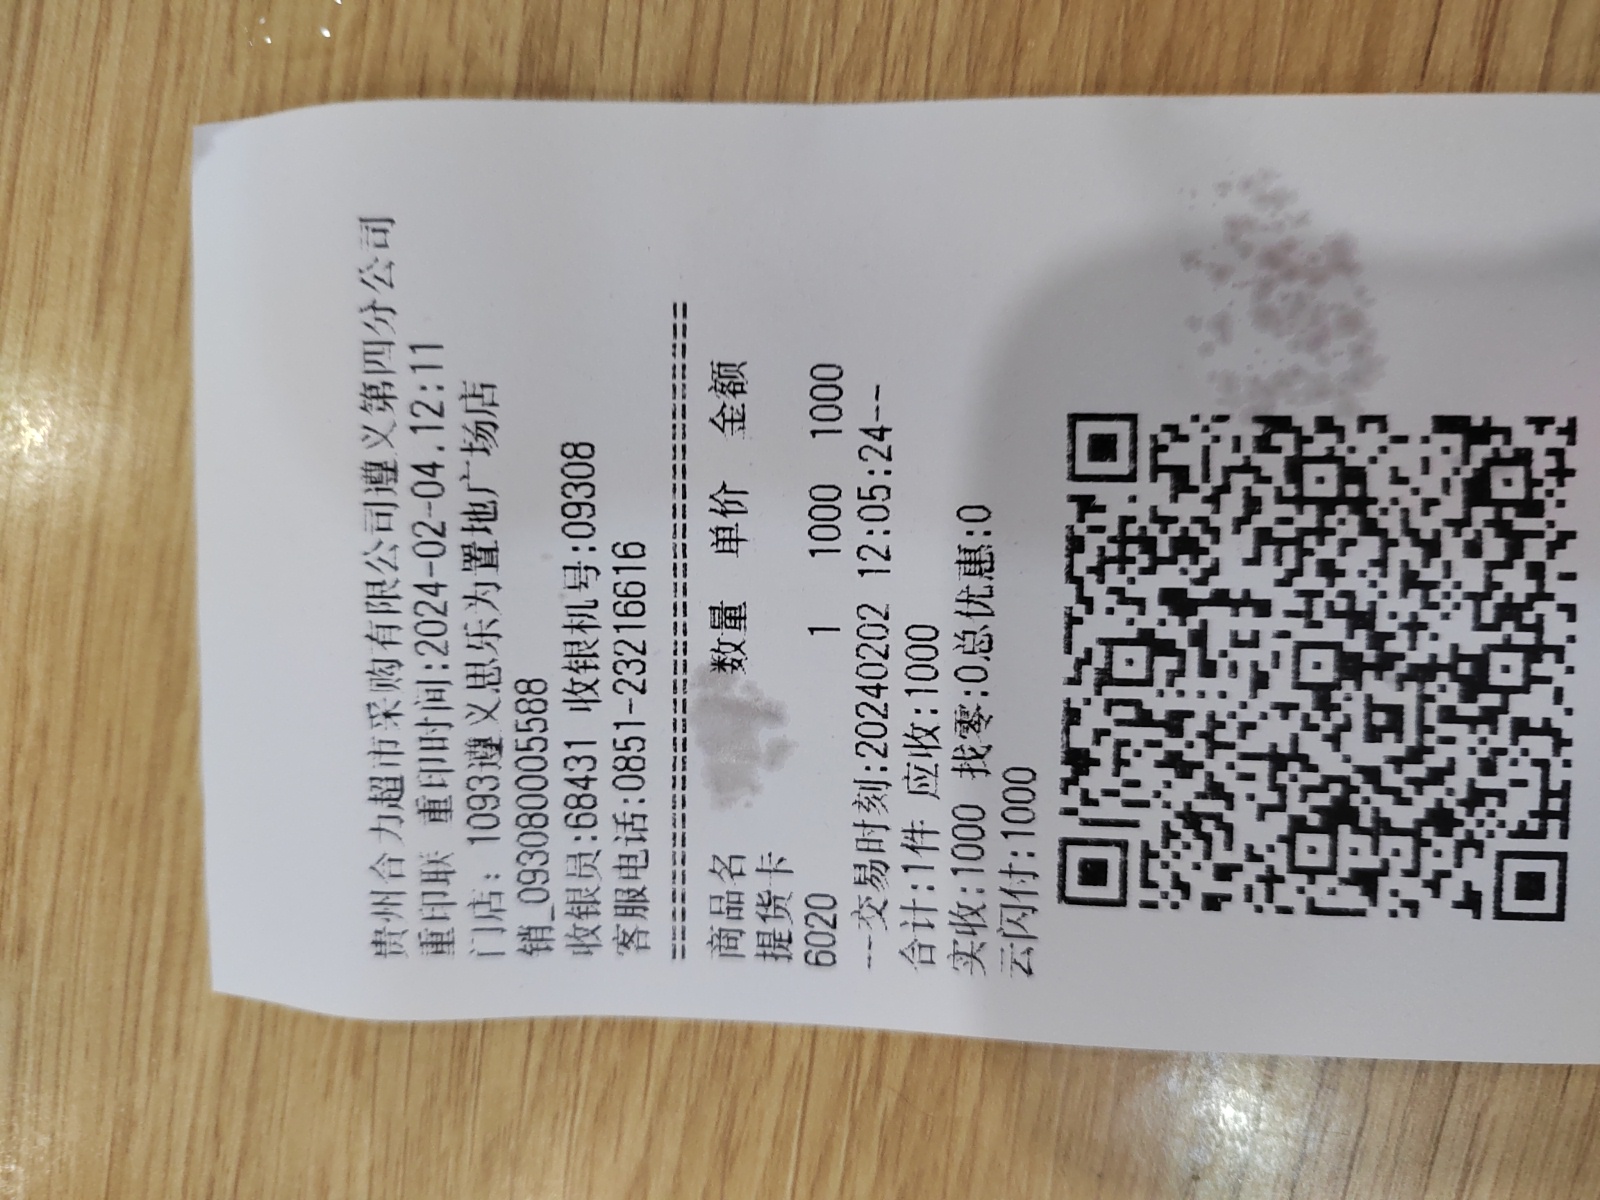 贵州合力超市采购有限公司遵义第四分公司
重印联 重印时间:2024-02-04.12:11
门店: 1093遵义思乐为置地广场店
销_093080005588
收银员:68431 收银机号:09308
客服电话:0851-23216616
========================================
商品名 数量 单价 金额
提货卡
6020 1 1000 1000
--交易时刻:20240202 12:05:24--
合计:1件 应收:1000
实收:1000 找零:0总优惠:0
云闪付:1000